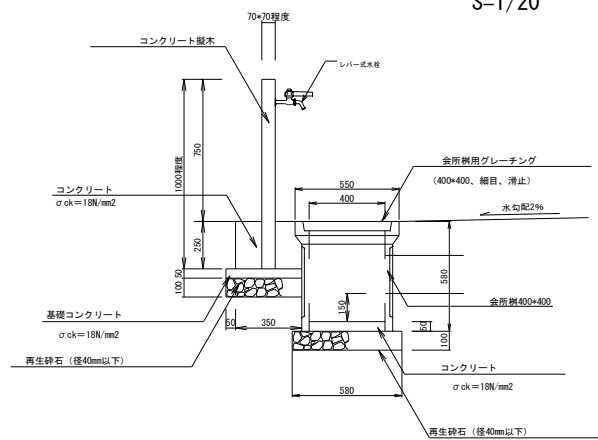 S=1/20
70*70程度
コンクリート擬木
レバー式水栓
1000程度
750
会所桝用グレーチング
(400*400、細目、滑止)
550
400
コンクリート
σck=18N/mm2
水勾配2%
250
580
100 50
150
会所桝400*400
基礎コンクリート
σck=18N/mm2
50
350
50
100
再生砕石（径40mm以下）
コンクリート
σck=18N/mm2
580
再生砕石（径40mm以下）